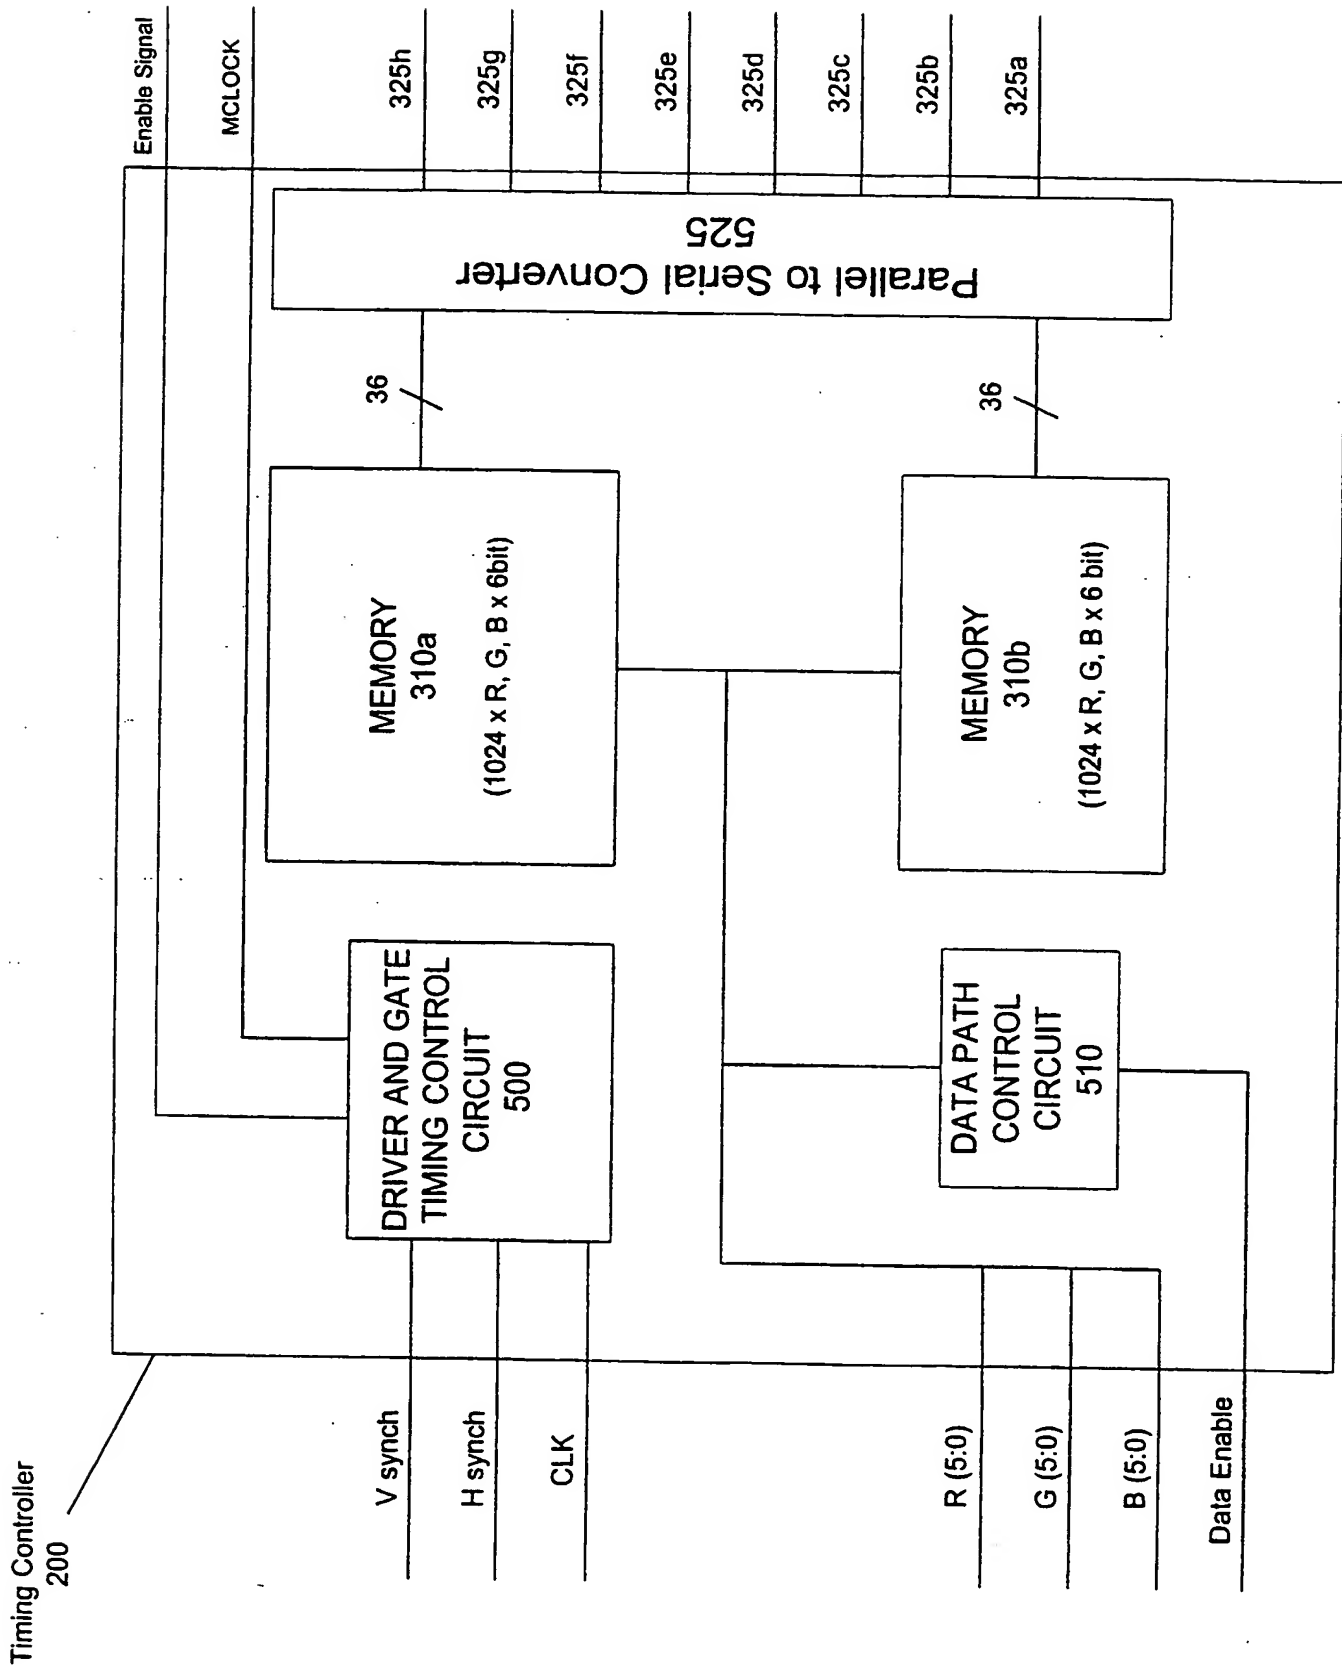 Timing Controller
200
V synch
H synch
CLK
R (5:0)
G (5:0)
B (5:0)
Data Enable
DRIVER AND GATE
TIMING CONTROL
CIRCUIT
500
DATA PATH
CONTROL
CIRCUIT
510
MEMORY
310a
(1024 x R, G, B x 6bit)
MEMORY
310b
(1024 x R, G, B x 6 bit)
36
36
Parallel to Serial Converter
525
Enable Signal
MCLOCK
325h
325g
325f
325e
325d
325c
325b
325a